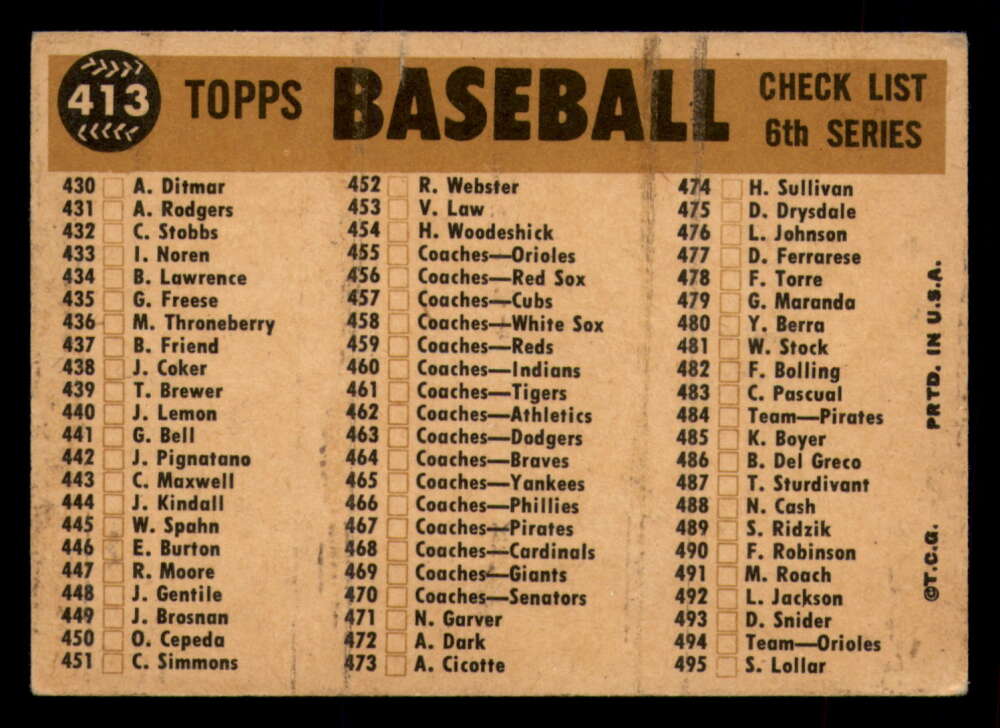 413
TOPPS
BASEBALL
CHECK LIST
6th SERIES
430 A. Ditmar
431 A. Rodgers
432 C. Stobbs
433 I. Noren
434 B. Lawrence
435 G. Freese
436 M. Throneberry
437 B. Friend
438 J. Coker
439 T. Brewer
440 J. Lemon
441 G. Bell
442 J. Pignatano
443 C. Maxwell
444 J. Kindall
445 W. Spahn
446 E. Burton
447 R. Moore
448 J. Gentile
449 J. Brosnan
450 O. Cepeda
451 C. Simmons
452 R. Webster
453 V. Law
454 H. Woodeshick
455 Coaches—Orioles
456 Coaches—Red Sox
457 Coaches—Cubs
458 Coaches—White Sox
459 Coaches—Reds
460 Coaches—Indians
461 Coaches—Tigers
462 Coaches—Athletics
463 Coaches—Dodgers
464 Coaches—Braves
465 Coaches—Yankees
466 Coaches—Phillies
467 Coaches—Pirates
468 Coaches—Cardinals
469 Coaches—Giants
470 Coaches—Senators
471 N. Garver
472 A. Dark
473 A. Cicotte
474 H. Sullivan
475 D. Drysdale
476 L. Johnson
477 D. Ferrarese
478 F. Torre
479 G. Maranda
480 Y. Berra
481 W. Stock
482 F. Bolling
483 C. Pascual
484 Team—Pirates
485 K. Boyer
486 B. Del Greco
487 T. Sturdivant
488 N. Cash
489 S. Ridzik
490 F. Robinson
491 M. Roach
492 L. Jackson
493 D. Snider
494 Team—Orioles
495 S. Lollar
©T.C.G. PRTD. IN U.S.A.